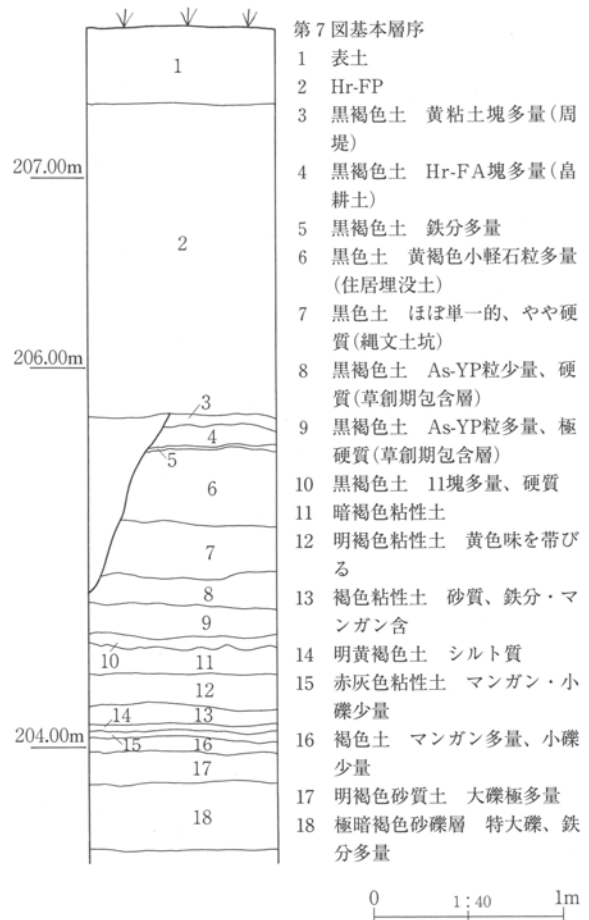 第7図基本層序
1 表土
2 Hr-FP
3 黒褐色土 黄粘土塊多量(周
堤)
4 黒褐色土 Hr-FA塊多量(畠
耕土)
5 黒褐色土 鉄分多量
6 黒色土 黄褐色小軽石粒多量
(住居埋没土)
7 黒色土 ほぼ単一的、やや硬
質(縄文土坑)
8 黒褐色土 As-YP粒少量、硬
質(草創期包含層)
9 黒褐色土 As-YP粒多量、極
硬質(草創期包含層)
10 黒褐色土 11塊多量、硬質
11 暗褐色粘性土
12 明褐色粘性土 黄色味を帯び
る
13 褐色粘性土 砂質、鉄分・マ
ンガン含
14 明黄褐色土 シルト質
15 赤灰色粘性土 マンガン・小
礫少量
16 褐色土 マンガン多量、小礫
少量
17 明褐色砂質土 大礫極多量
18 極暗褐色砂礫層 特大礫、鉄
分多量
1
207.00m
2
206.00m
3
4
5
6
7
8
9
10
11
12
14
13
204.00m
15
16
17
18
0 1:40 1m